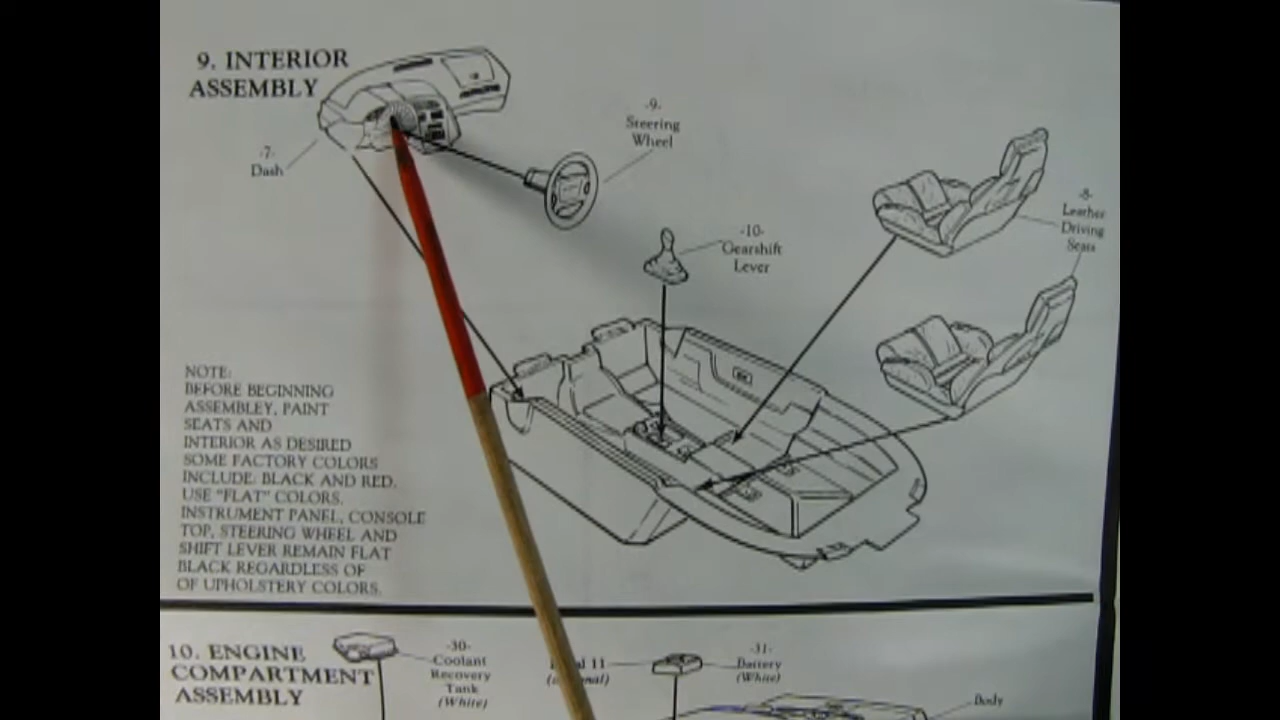 9. INTERIOR
ASSEMBLY
-7-
Dash
-9-
Steering
Wheel
-10-
Gearshift
Lever
-8-
Leather
Driving
Seats
NOTE:
BEFORE BEGINNING
ASSEMBLEY, PAINT
SEATS AND
INTERIOR AS DESIRED
SOME FACTORY COLORS
INCLUDE: BLACK AND RED.
USE "FLAT" COLORS.
INSTRUMENT PANEL, CONSOLE
TOP, STEERING WHEEL AND
SHIFT LEVER REMAIN FLAT
BLACK REGARDLESS OF
OF UPHOLSTERY COLORS.
10. ENGINE
COMPARTMENT
ASSEMBLY
-30-
Coolant
Recovery
Tank
(White)
11
-31-
Battery
(White)
Body